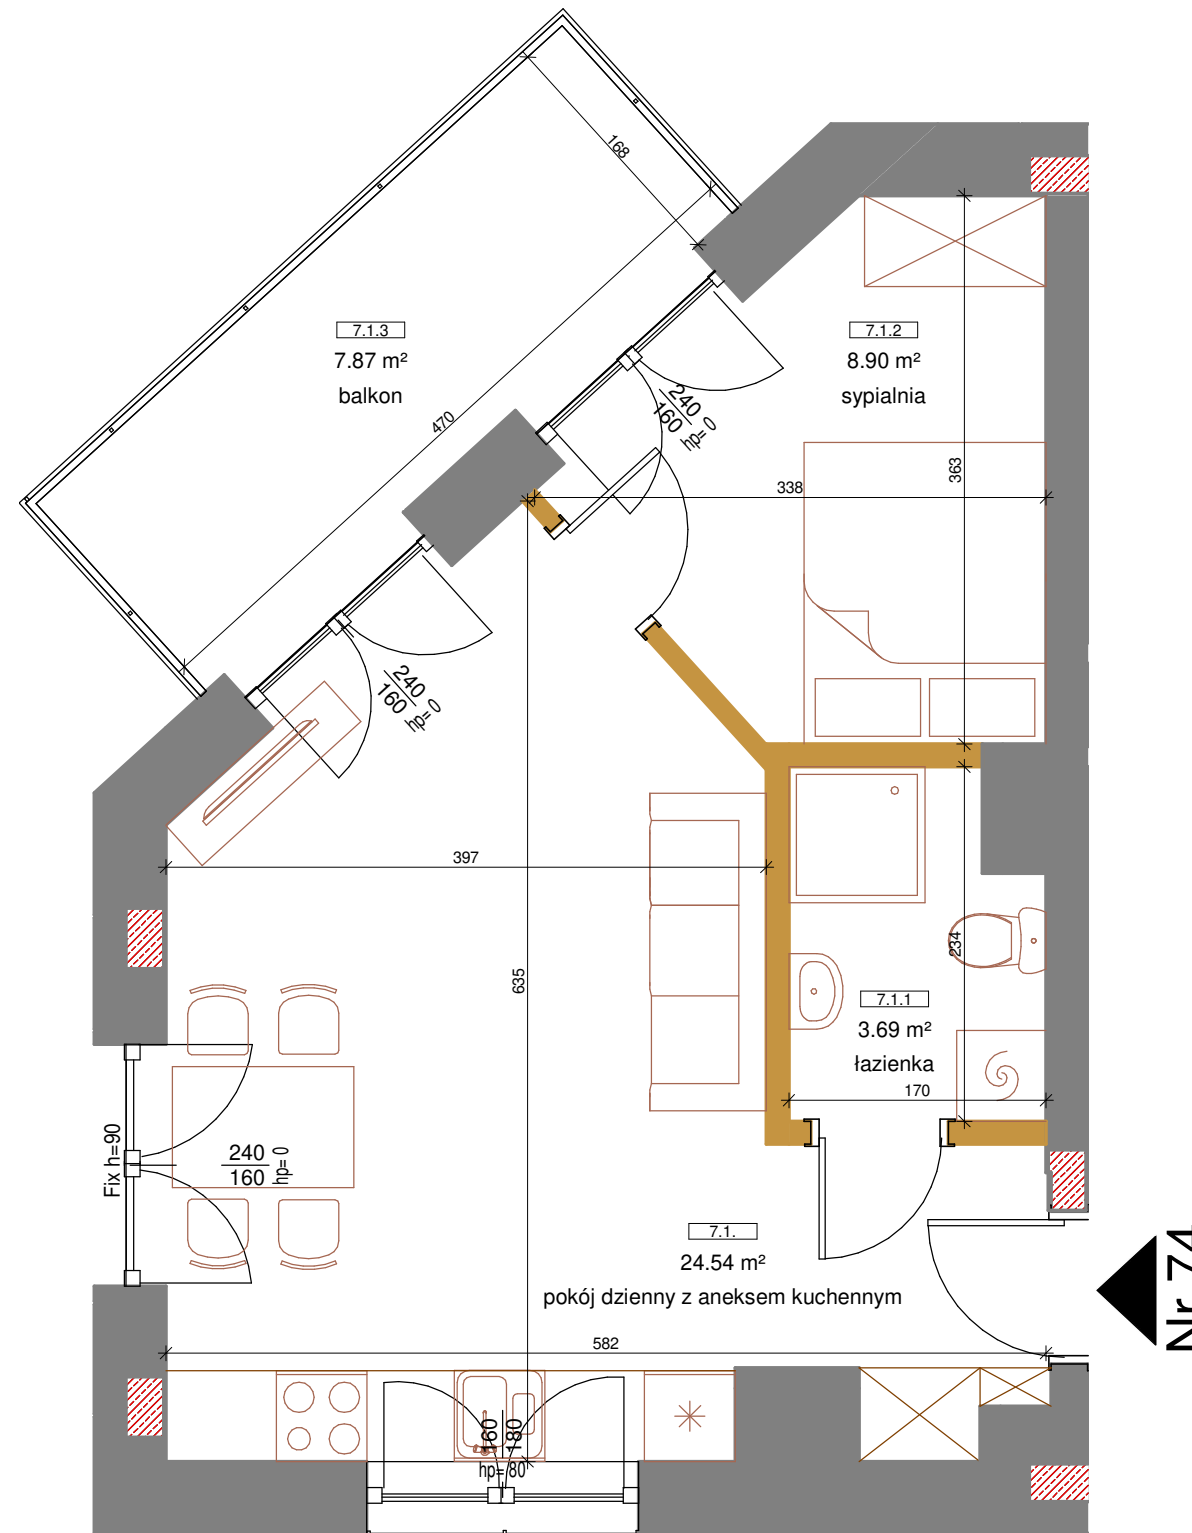 168
7.1.3
7.87 m²
balkon
7.1.2
8.90 m²
sypialnia
470
240
160
hp= 0
363
338
240
160
hp= 0
397
635
234
7.1.1
3.69 m²
łazienka
170
Fix h=90
240
160
hp= 0
7.1.
24.54 m²
pokój dzienny z aneksem kuchennym
Nr 74
582
160
180
hp= 80